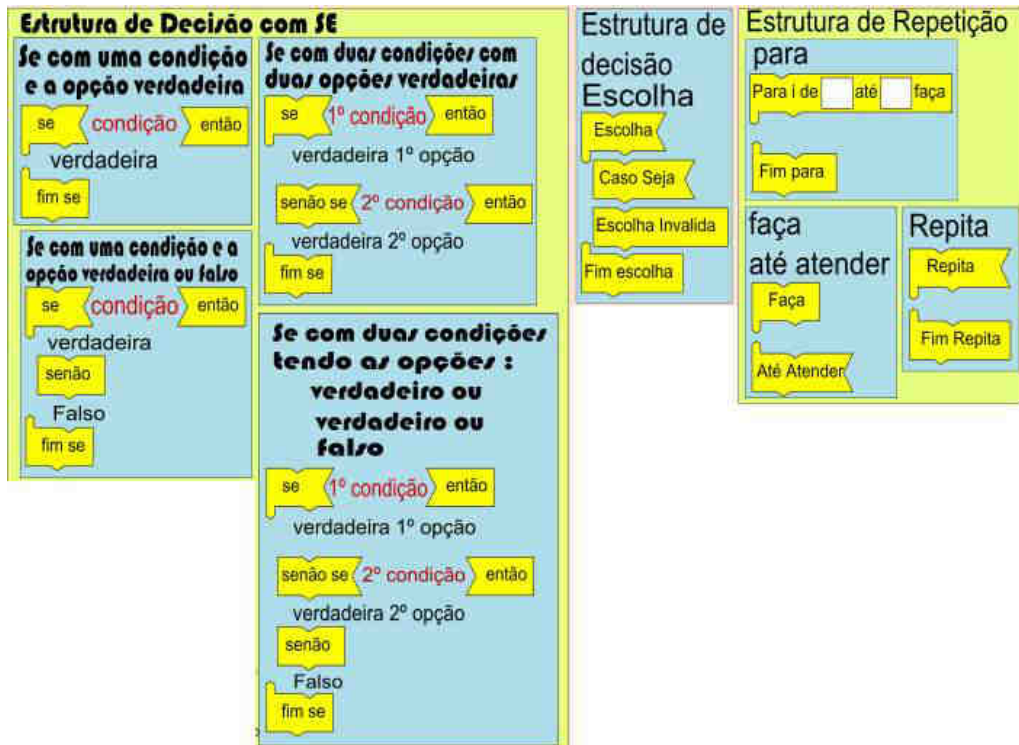 Estrutura de Decisão com SE
Se com uma condição
e a opção verdadeira
se condição então
verdadeira
fim se
Se com uma condição e a
opção verdadeira ou falso
se condição então
verdadeira
senão
Falso
fim se
Se com duas condições com
duas opções verdadeiras
se 1º condição então
verdadeira 1º opção
senão se 2º condição então
verdadeira 2º opção
fim se
Se com duas condições
tendo as opções :
verdadeiro ou
verdadeiro ou
falso
se 1º condição então
verdadeira 1º opção
senão se 2º condição então
verdadeira 2º opção
senão
Falso
fim se
Estrutura de
decisão
Escolha
Escolha
Caso Seja
Escolha Invalida
Fim escolha
Estrutura de Repetição
para
Para i de até faça
Fim para
faça
até atender
Faça
Até Atender
Repita
Repita
Fim Repita